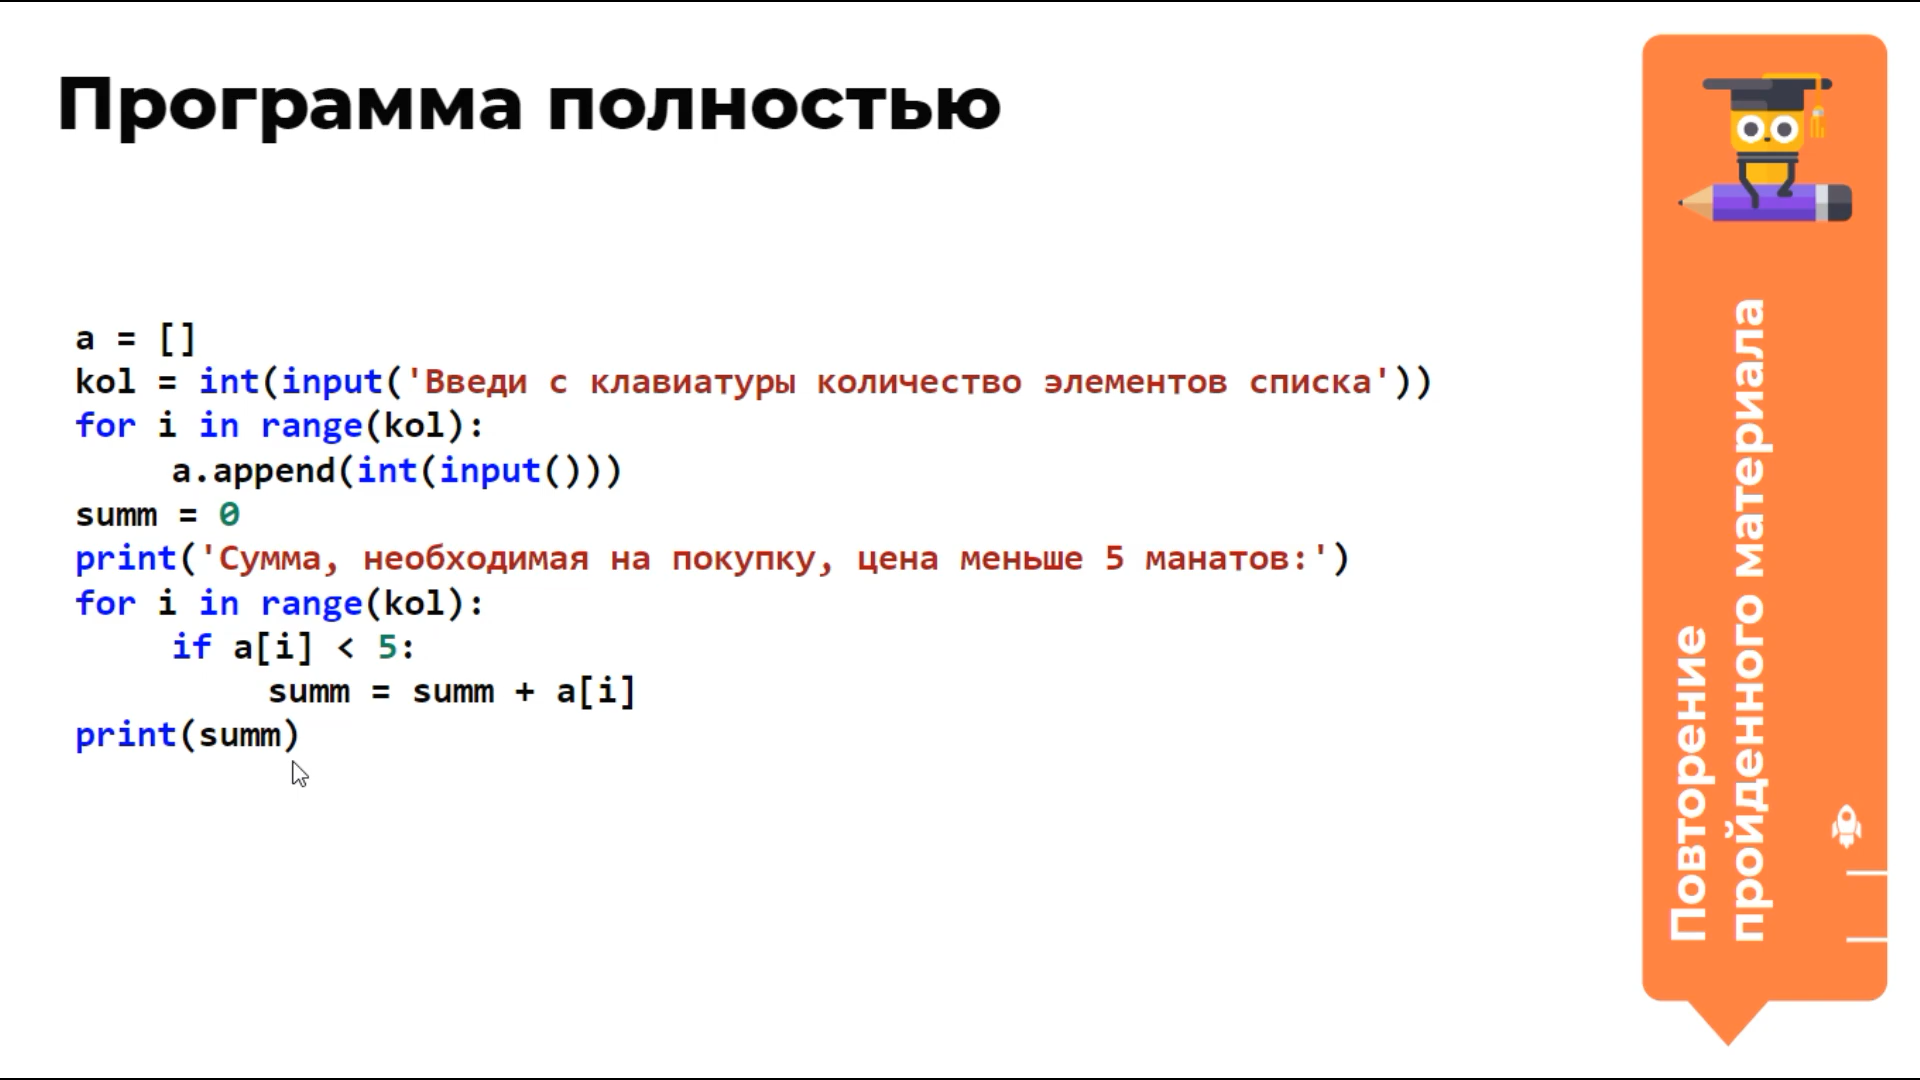 Программа полностью
a = []
kol = int(input('Введи с клавиатуры количество элементов списка'))
for i in range(kol):
a.append(int(input()))
summ = 0
print('Сумма, необходимая на покупку, цена меньше 5 манатов:')
for i in range(kol):
if a[i] < 5:
summ = summ + a[i]
print(summ)
Повторение
пройденного материала